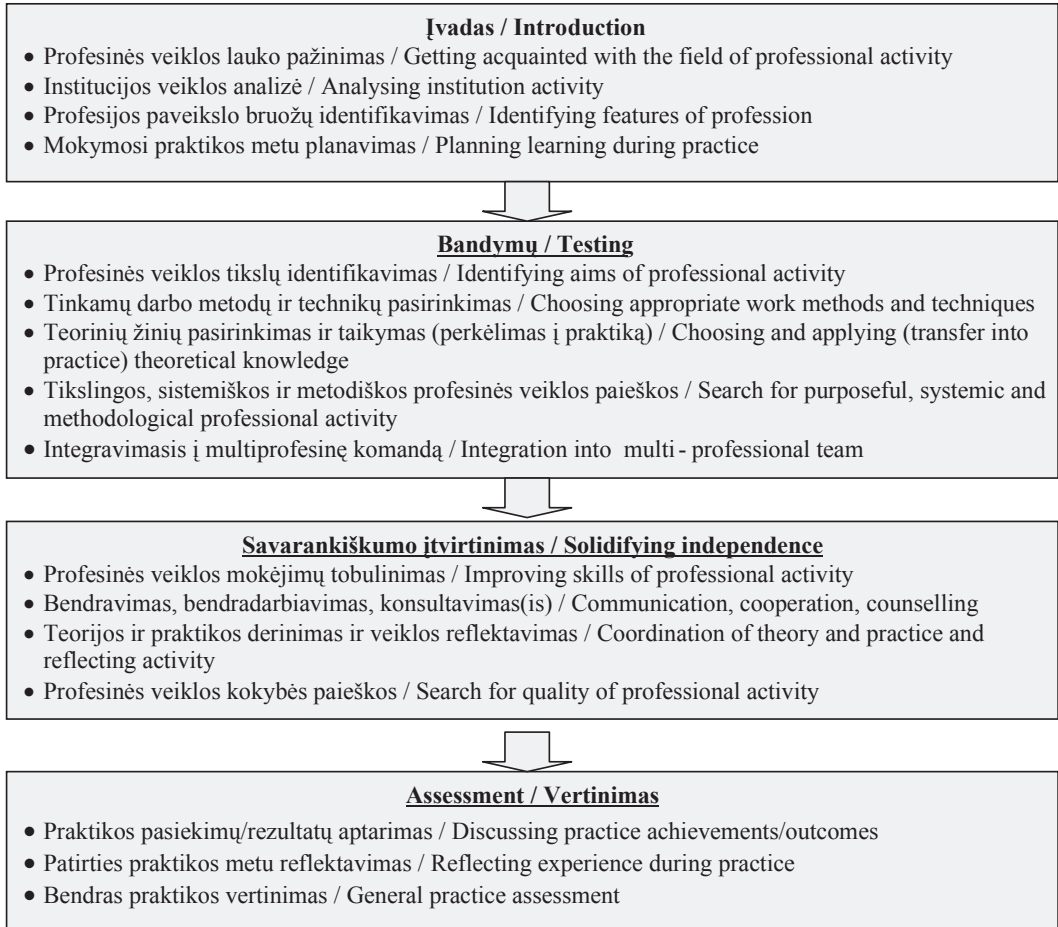 Įvadas / Introduction
• Profesinės veiklos lauko pažinimas / Getting acquainted with the field of professional activity
• Institucijos veiklos analizė / Analysing institution activity
• Profesijos paveikslo bruožų identifikavimas / Identifying features of profession
• Mokymosi praktikos metu planavimas / Planning learning during practice
Bandymų / Testing
• Profesinės veiklos tikslų identifikavimas / Identifying aims of professional activity
• Tinkamų darbo metodų ir technikų pasirinkimas / Choosing appropriate work methods and techniques
• Teorinių žinių pasirinkimas ir taikymas (perkėlimas į praktiką) / Choosing and applying (transfer into
practice) theoretical knowledge
• Tikslingos, sistemiškos ir metodiškos profesinės veiklos paieškos / Search for purposeful, systemic and
methodological professional activity
• Integravimasis į multiprofesinę komandą / Integration into multi - professional team
Savarankiškumo įtvirtinimas / Solidifying independence
• Profesinės veiklos mokėjimų tobulinimas / Improving skills of professional activity
• Bendravimas, bendradarbiavimas, konsultavimas(is) / Communication, cooperation, counselling
• Teorijos ir praktikos derinimas ir veiklos reflektavimas / Coordination of theory and practice and
reflecting activity
• Profesinės veiklos kokybės paieškos / Search for quality of professional activity
Assessment / Vertinimas
• Praktikos pasiekimų/rezultatų aptarimas / Discussing practice achievements/outcomes
• Patirties praktikos metu reflektavimas / Reflecting experience during practice
• Bendras praktikos vertinimas / General practice assessment